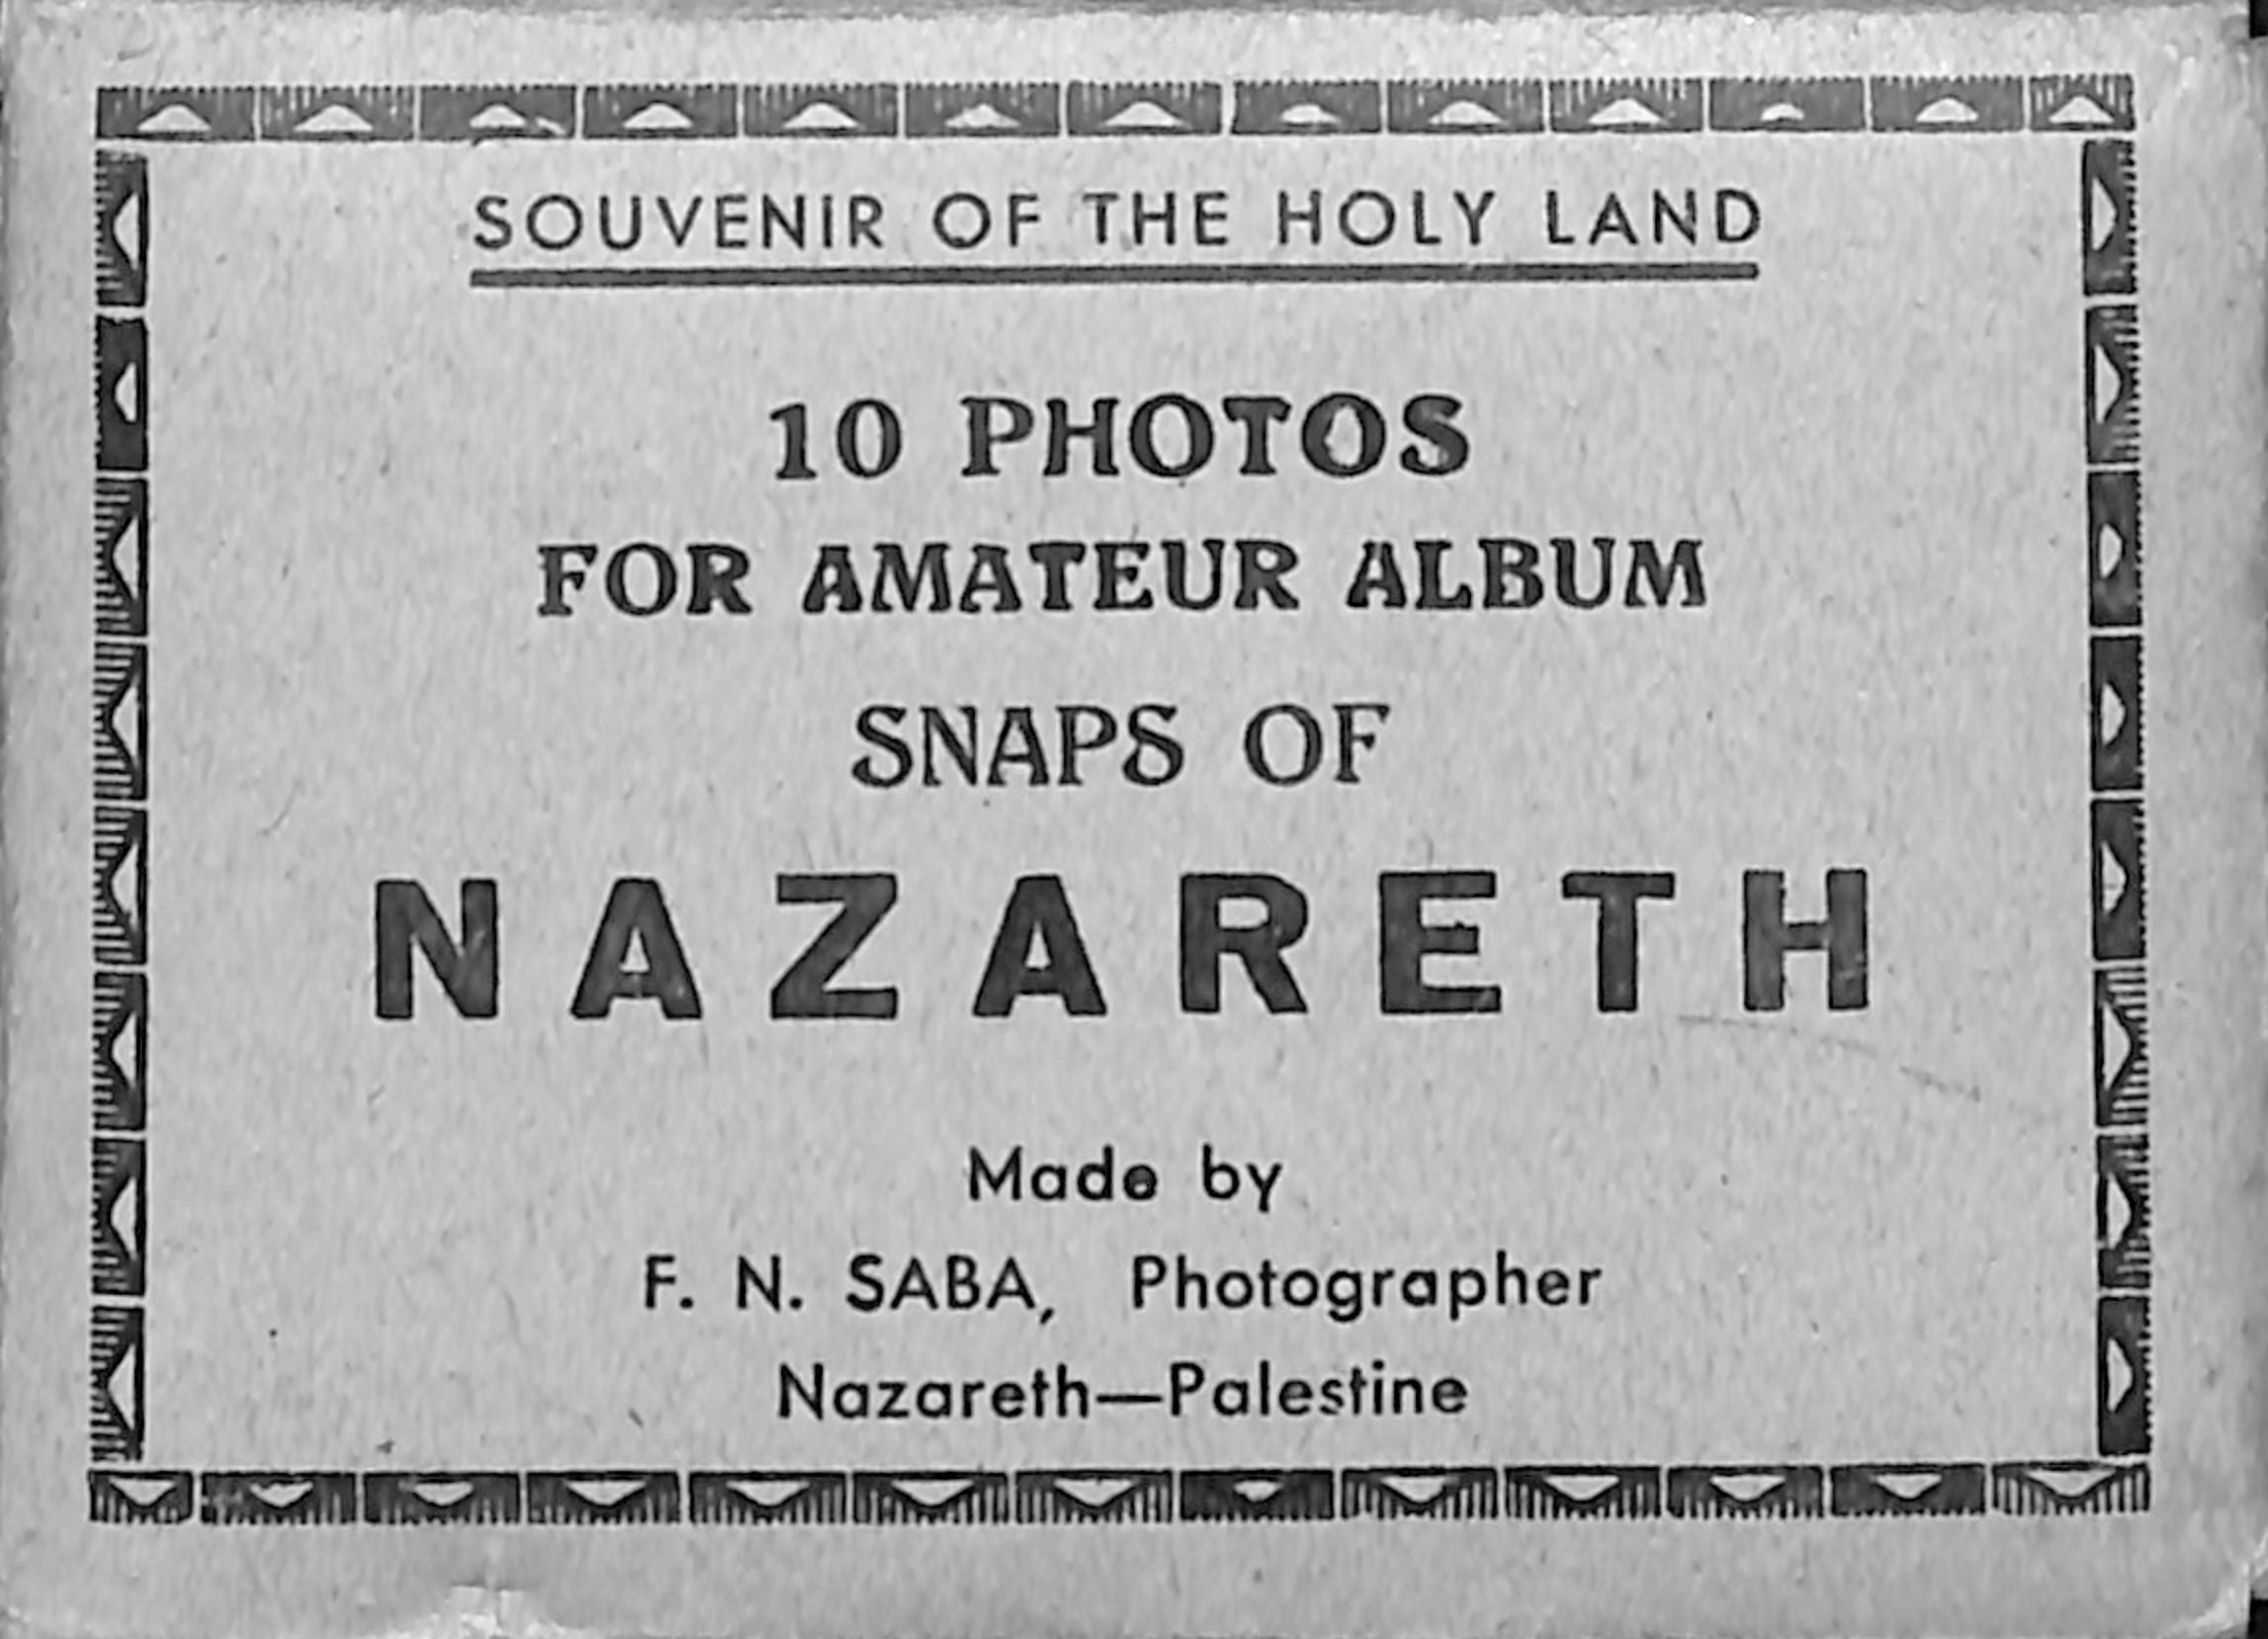 SOUVENIR OF THE HOLY LAND
10 PHOTOS
FOR AMATEUR ALBUM
SNAPS OF
NAZARETH
Made by
F. N. SABA, Photographer
Nazareth—Palestine